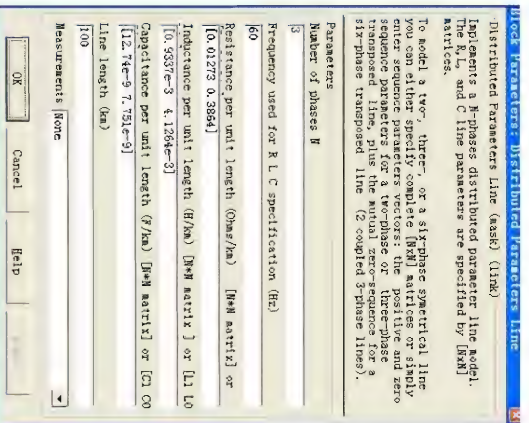 Block Parameters: Distributed Parameters Line
Distributed Parameters Line (mask) (link)
Implements a N-phases distributed parameter line model.
The R,L, and C line parameters are specified by [NxN]
matrices.
To model a two-, three-, or a six-phase symetrical line
you can either specify complete [NxN] matrices or simply
enter sequence parameters vectors: the positive and zero
sequence parameters for a two-phase or three-phase
transposed line, plus the mutual zero-sequence for a
six-phase transposed line (2 coupled 3-phase lines).
Parameters
Number of phases N
3
Frequency used for R L C specification (Hz)
60
Resistance per unit length (Ohms/km) [N*N matrix] or
[0.01273 0.3864]
Inductance per unit length (H/km) [N*N matrix ] or [L1 L0
[0.9337e-3 4.1264e-3]
Capacitance per unit length (F/km) [N*N matrix] or [C1 C0
[12.74e-9 7.751e-9]
Line length (km)
100
Measurements None
OK Cancel Help